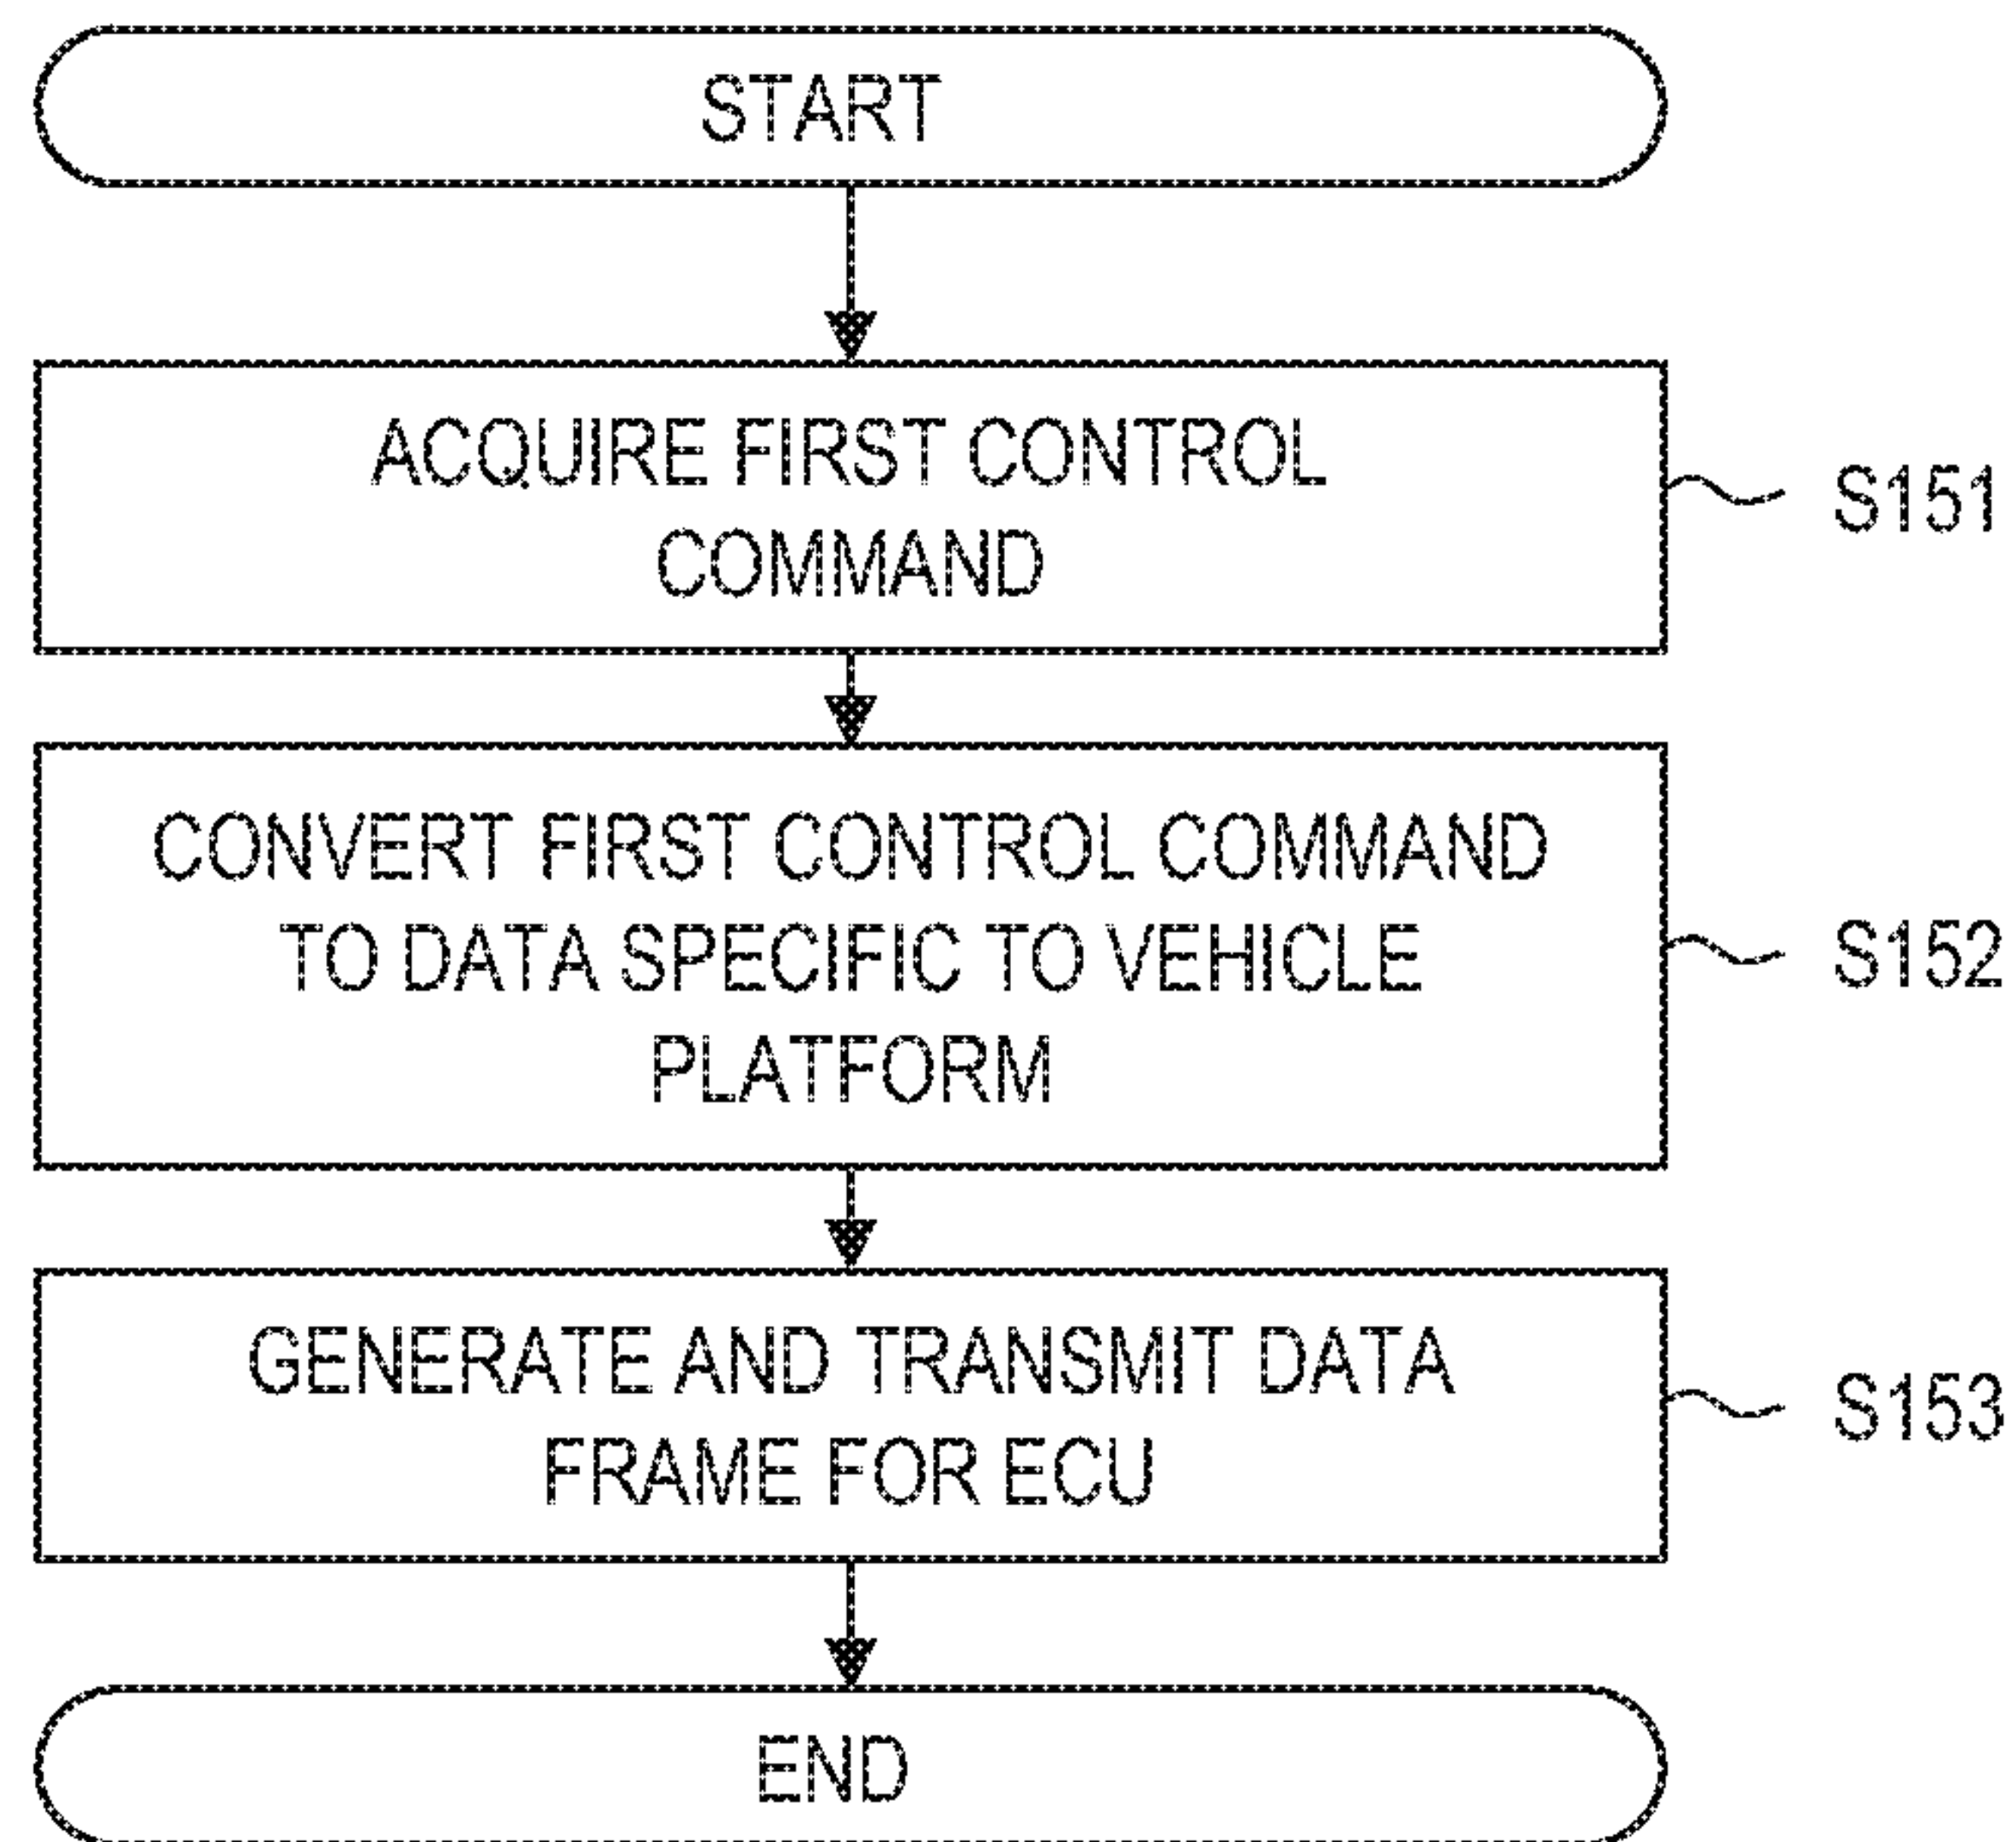 START
ACQUIRE FIRST CONTROL
COMMAND
S151
CONVERT FIRST CONTROL COMMAND
TO DATA SPECIFIC TO VEHICLE
PLATFORM
S152
GENERATE AND TRANSMIT DATA
FRAME FOR ECU
S153
END